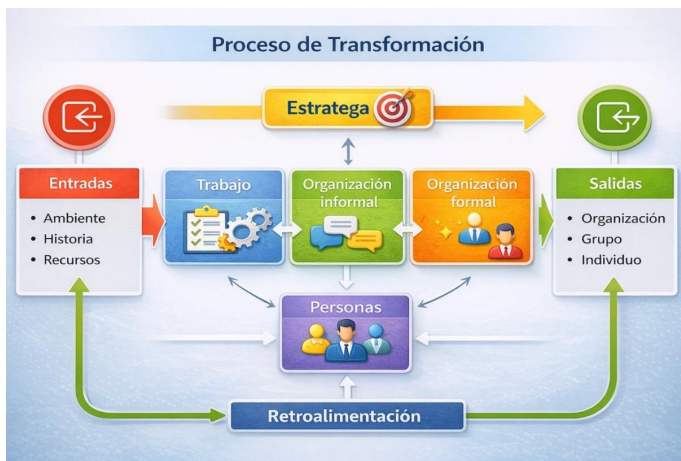 Proceso de Transformación
Estratega
Entradas
• Ambiente
• Historia
• Recursos
Trabajo
Organización
informal
Organización
formal
Salidas
• Organización
• Grupo
• Individuo
Personas
Retroalimentación